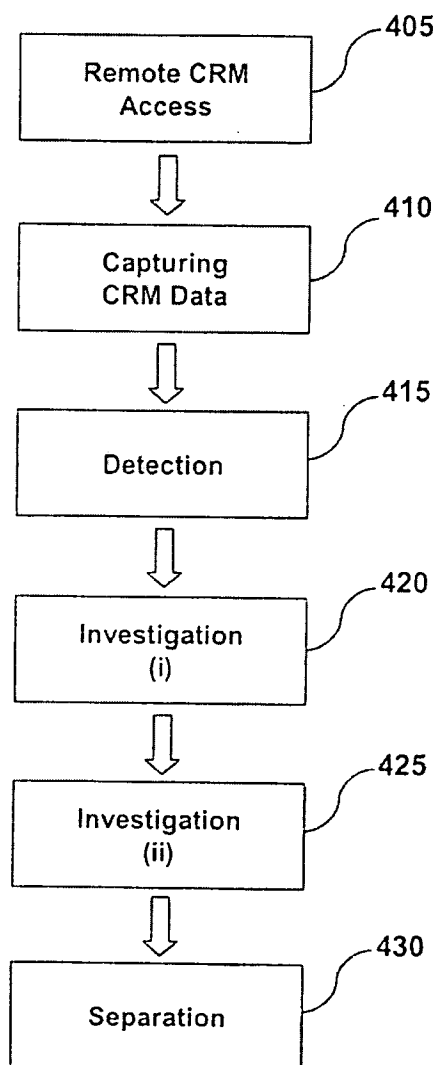 405
Remote CRM
Access
410
Capturing
CRM Data
415
Detection
420
Investigation
(i)
425
Investigation
(ii)
430
Separation